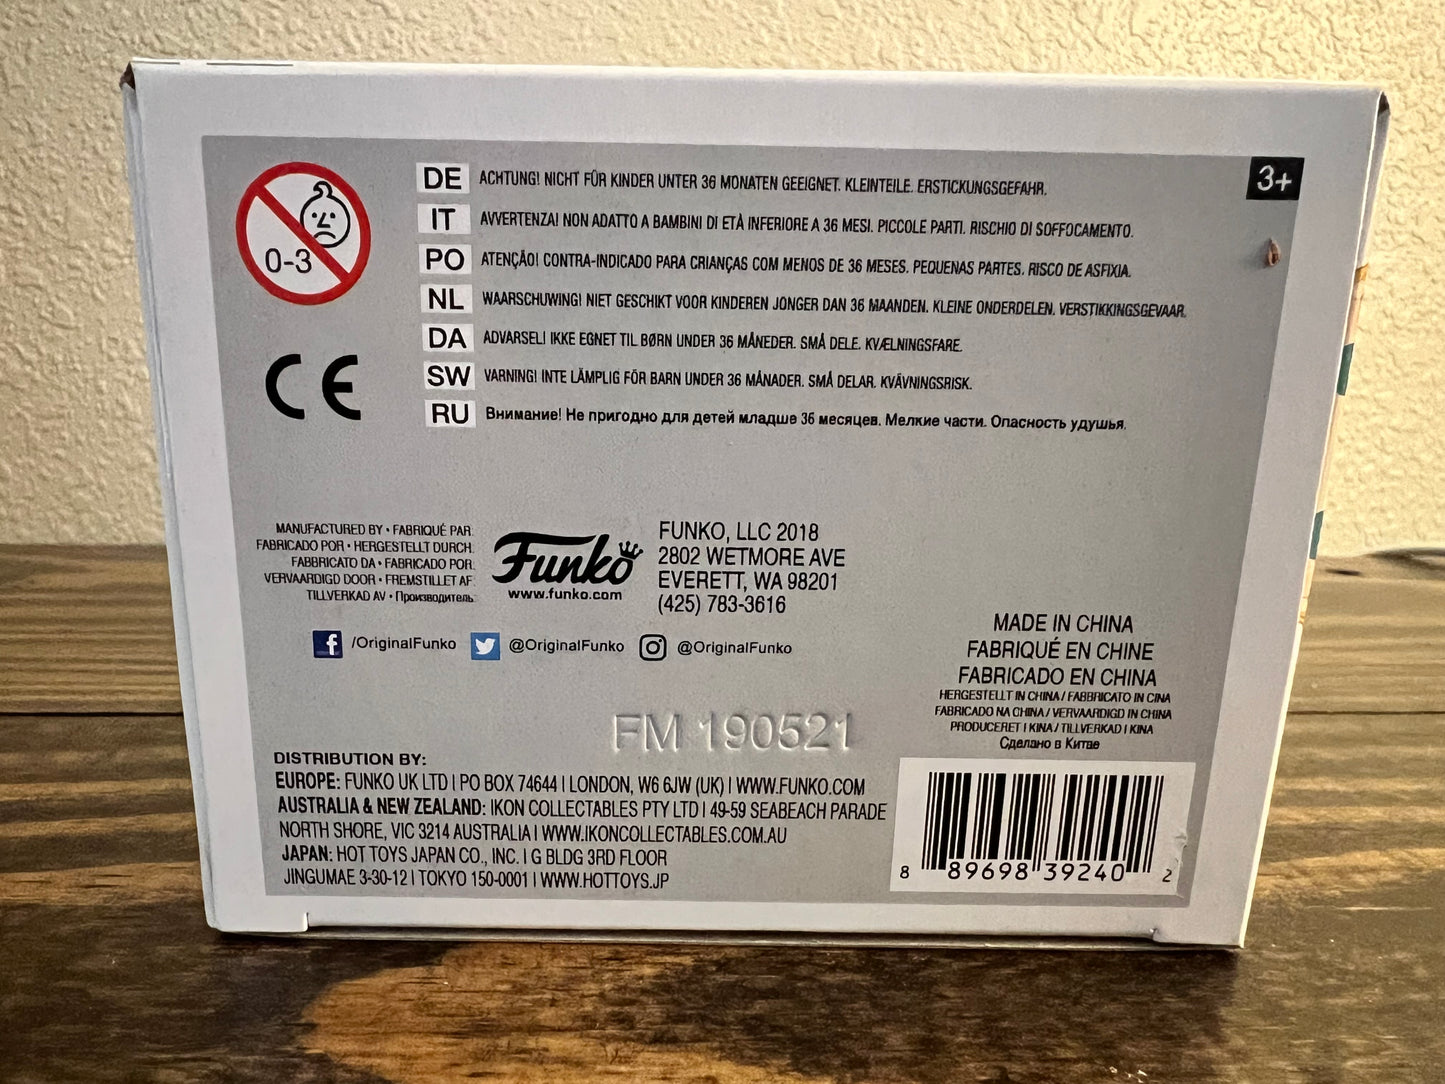 3+
0-3
DE ACHTUNG! NICHT FÜR KINDER UNTER 36 MONATEN GEEIGNET. KLEINTEILE. ERSTICKUNGSGEFAHR.
IT AVVERTENZA! NON ADATTO A BAMBINI DI ETÀ INFERIORE A 36 MESI. PICCOLE PARTI. RISCHIO DI SOFFOCAMENTO.
PO ATENÇÃO! CONTRA-INDICADO PARA CRIANÇAS COM MENOS DE 36 MESES. PEQUENAS PARTES. RISCO DE ASFIXIA.
NL WAARSCHUWING! NIET GESCHIKT VOOR KINDEREN JONGER DAN 36 MAANDEN. KLEINE ONDERDELEN. VERSTIKKINGSGEVAAR.
DA ADVARSEL! IKKE EGNET TIL BØRN UNDER 36 MÅNEDER. SMÅ DELE. KVÆLNINGSFARE.
SW VARNING! INTE LÄMPLIG FÖR BARN UNDER 36 MÅNADER. SMÅ DELAR. KVÄVNINGSRISK.
RU Внимание! Не пригодно для детей младше 36 месяцев. Мелкие части. Опасность удушья.
CE
MANUFACTURED BY • FABRIQUÉ PAR:
FABRICADO POR • HERGESTELLT DURCH:
FABBRICATO DA • FABRICADO POR:
VERVAARDIGD DOOR • FREMSTILLET AF:
TILLVERKAD AV • Производитель:
Funko
www.funko.com
FUNKO, LLC 2018
2802 WETMORE AVE
EVERETT, WA 98201
(425) 783-3616
/OriginalFunko @OriginalFunko @OriginalFunko
MADE IN CHINA
FABRIQUÉ EN CHINE
FABRICADO EN CHINA
HERGESTELLT IN CHINA / FABBRICATO IN CINA
FABRICADO NA CHINA / VERVAARDIGD IN CHINA
PRODUCERET I KINA / TILLVERKAD I KINA
Сделано в Китае
FM 190521
DISTRIBUTION BY:
EUROPE: FUNKO UK LTD | PO BOX 74644 | LONDON, W6 6JW (UK) | WWW.FUNKO.COM
AUSTRALIA & NEW ZEALAND: IKON COLLECTABLES PTY LTD | 49-59 SEABEACH PARADE
NORTH SHORE, VIC 3214 AUSTRALIA | WWW.IKONCOLLECTABLES.COM.AU
JAPAN: HOT TOYS JAPAN CO., INC. | G BLDG 3RD FLOOR
JINGUMAE 3-30-12 | TOKYO 150-0001 | WWW.HOTTOYS.JP
8 89698 39240 2